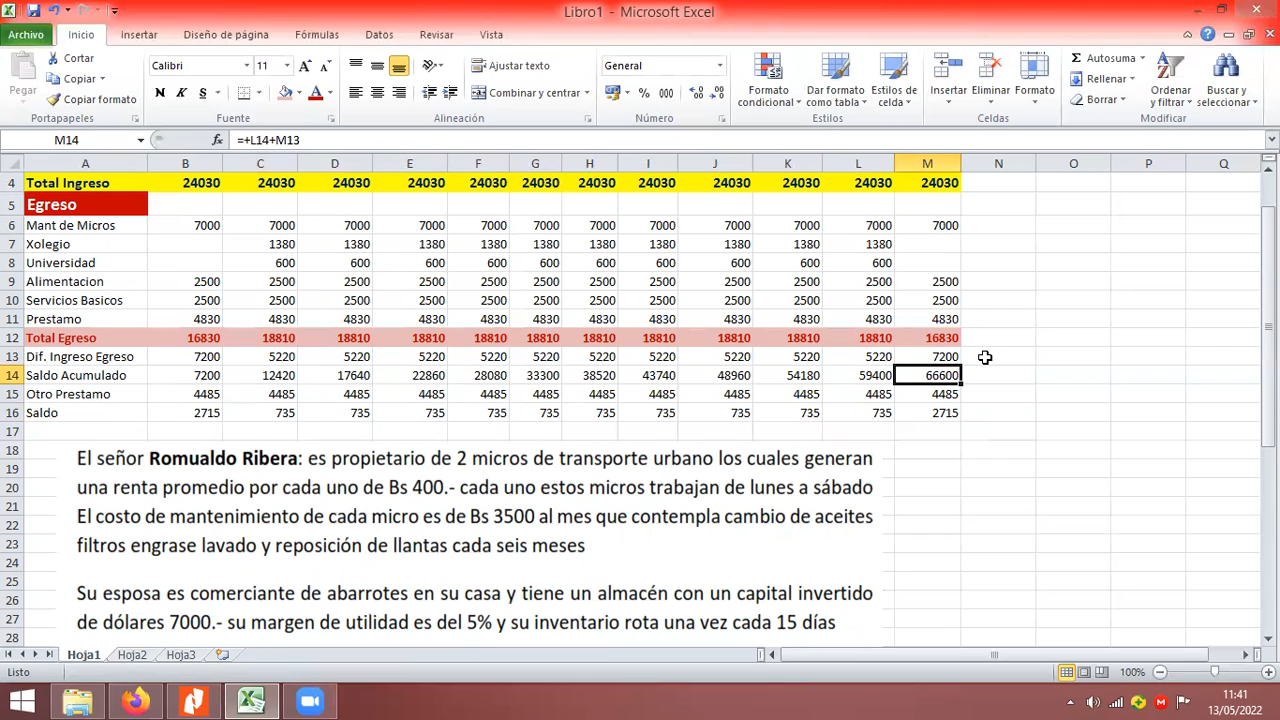 Libro1 - Microsoft Excel
Archivo Inicio Insertar Diseño de página Fórmulas Datos Revisar Vista
Pegar
Cortar
Copiar
Copiar formato
Portapapeles
Calibri 11
N K S
Fuente
Ajustar texto
Combinar y centrar
Alineación
General
% 000
Número
Formato condicional
Dar formato como tabla
Estilos de celda
Estilos
Insertar Eliminar Formato
Celdas
Autosuma
Rellenar
Borrar
Ordenar y filtrar
Buscar y seleccionar
Modificar
M14 fx =+L14+M13
A B C D E F G H I J K L M N O P Q
4 Total Ingreso 24030 24030 24030 24030 24030 24030 24030 24030 24030 24030 24030 24030
5 Egreso
6 Mant de Micros 7000 7000 7000 7000 7000 7000 7000 7000 7000 7000 7000 7000
7 Xolegio 1380 1380 1380 1380 1380 1380 1380 1380 1380 1380
8 Universidad 600 600 600 600 600 600 600 600 600 600
9 Alimentacion 2500 2500 2500 2500 2500 2500 2500 2500 2500 2500 2500 2500
10 Servicios Basicos 2500 2500 2500 2500 2500 2500 2500 2500 2500 2500 2500 2500
11 Prestamo 4830 4830 4830 4830 4830 4830 4830 4830 4830 4830 4830 4830
12 Total Egreso 16830 18810 18810 18810 18810 18810 18810 18810 18810 18810 18810 16830
13 Dif. Ingreso Egreso 7200 5220 5220 5220 5220 5220 5220 5220 5220 5220 5220 7200
14 Saldo Acumulado 7200 12420 17640 22860 28080 33300 38520 43740 48960 54180 59400 66600
15 Otro Prestamo 4485 4485 4485 4485 4485 4485 4485 4485 4485 4485 4485 4485
16 Saldo 2715 735 735 735 735 735 735 735 735 735 735 2715
17
18
19
20
21
22
23
24
25
26
27
28
El señor Romualdo Ribera: es propietario de 2 micros de transporte urbano los cuales generan
una renta promedio por cada uno de Bs 400.- cada uno estos micros trabajan de lunes a sábado
El costo de mantenimiento de cada micro es de Bs 3500 al mes que contempla cambio de aceites
filtros engrase lavado y reposición de llantas cada seis meses
Su esposa es comerciante de abarrotes en su casa y tiene un almacén con un capital invertido
de dólares 7000.- su margen de utilidad es del 5% y su inventario rota una vez cada 15 días
Hoja1 Hoja2 Hoja3
Listo 100%
11:41
13/05/2022